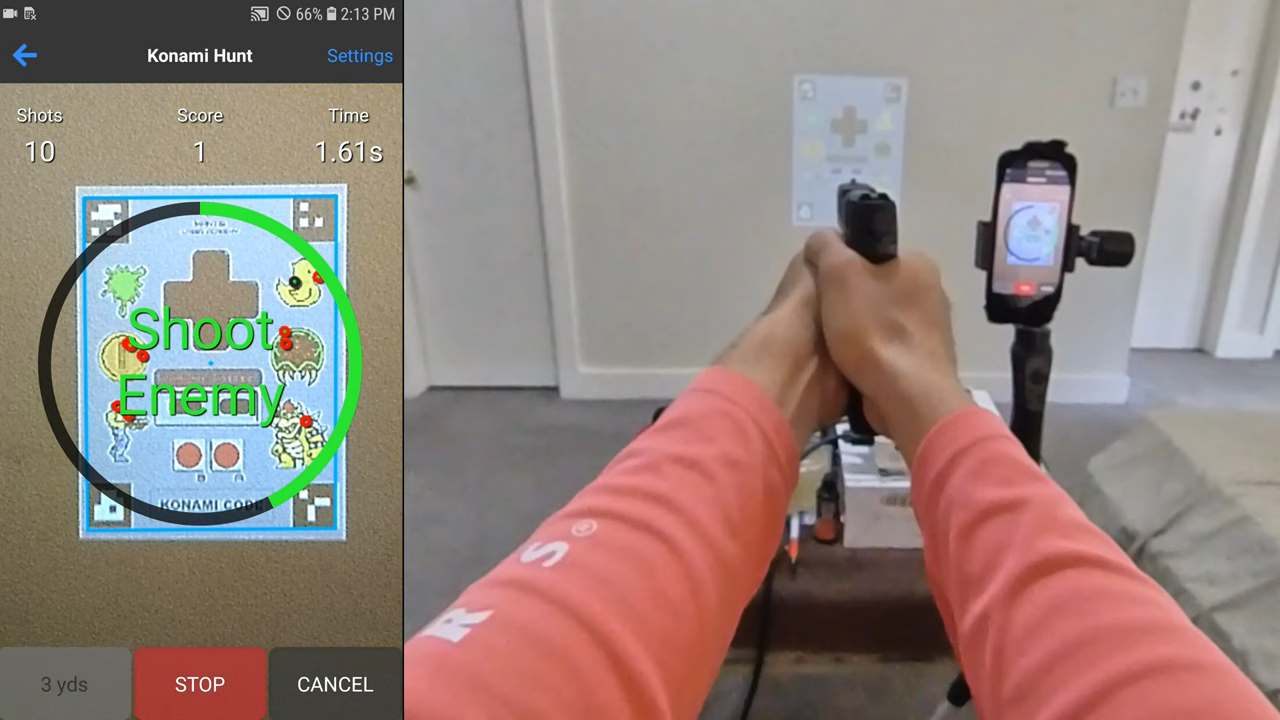 66% 2:13 PM
Konami Hunt
Settings
Shots
Score
Time
10
1
1.61s
Shoot
Enemy
B A
KONAMI CODE
3 yds
STOP
CANCEL
R S ®